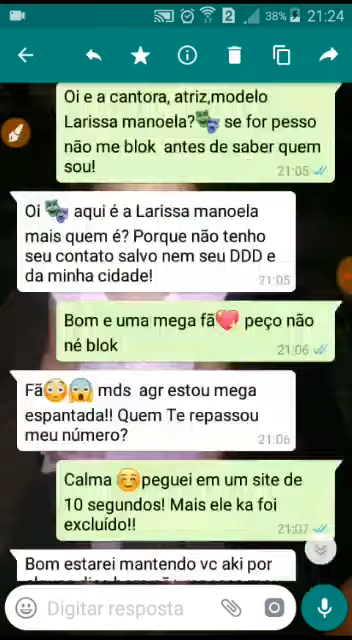 38% 21:24
Oi e a cantora, atriz,modelo
Larissa manoela?🎭 se for pesso
não me blok antes de saber quem
sou!
21:05
Oi 🎭 aqui é a Larissa manoela
mais quem é? Porque não tenho
seu contato salvo nem seu DDD e
da minha cidade!
21:05
Bom e uma mega fã💖 peço não
né blok
21:06
Fã😳😱 mds agr estou mega
espantada!! Quem Te repassou
meu número?
21:06
Calma ☺️peguei em um site de
10 segundos! Mais ele ka foi
excluído!!
21:07
Bom estarei mantendo vc aki por
Digitar resposta